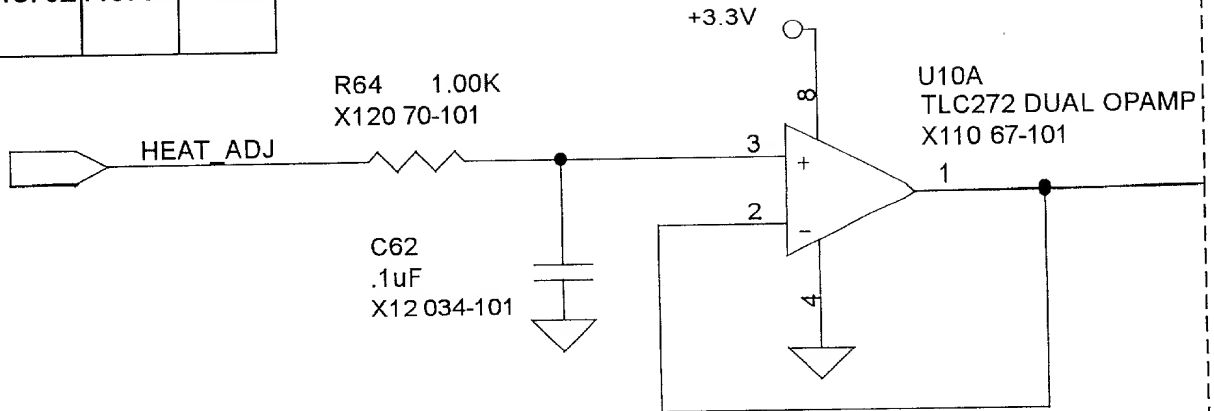 +3.3V
R64 1.00K
X120 70-101
U10A
TLC272 DUAL OPAMP
X110 67-101
HEAT_ADJ
8
3
+
1
2
-
C62
.1uF
X12 034-101
4